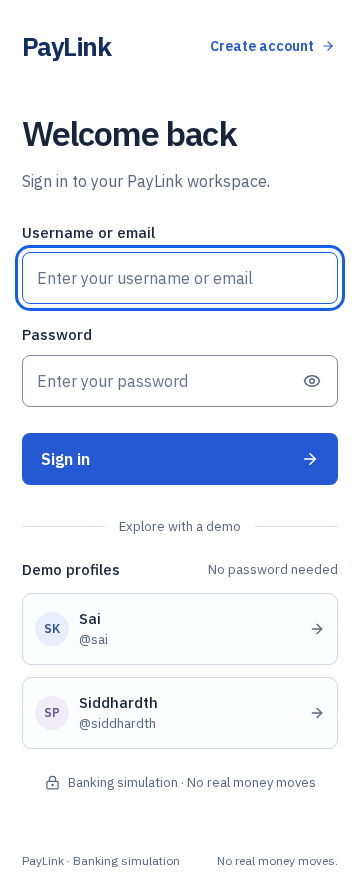 PayLink
Create account
Welcome back
Sign in to your PayLink workspace.
Username or email
Enter your username or email
Password
Enter your password
Sign in
Explore with a demo
Demo profiles
No password needed
SK
Sai
@sai
SP
Siddhardth
@siddhardth
Banking simulation · No real money moves
PayLink · Banking simulation
No real money moves.